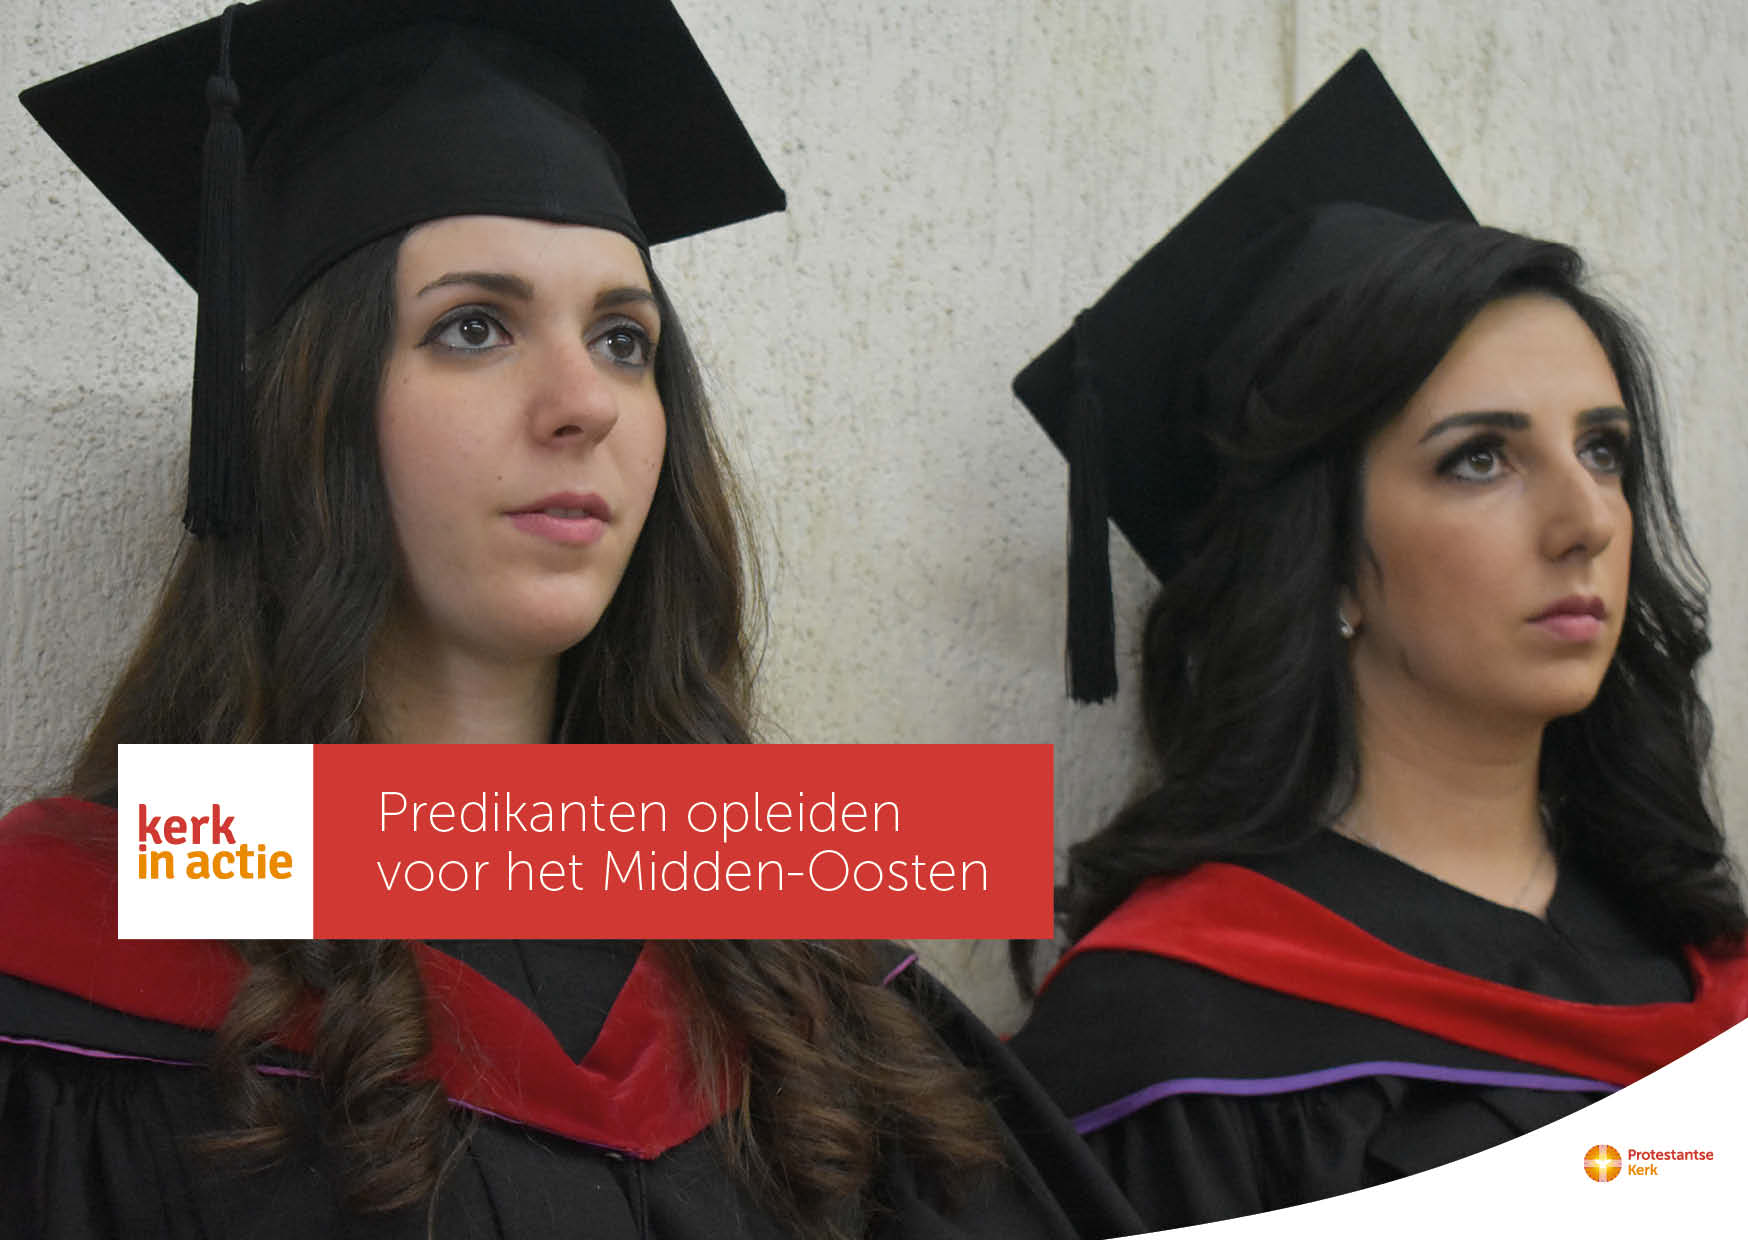 kerk
in actie
Predikanten opleiden
voor het Midden-Oosten
Protestantse
Kerk